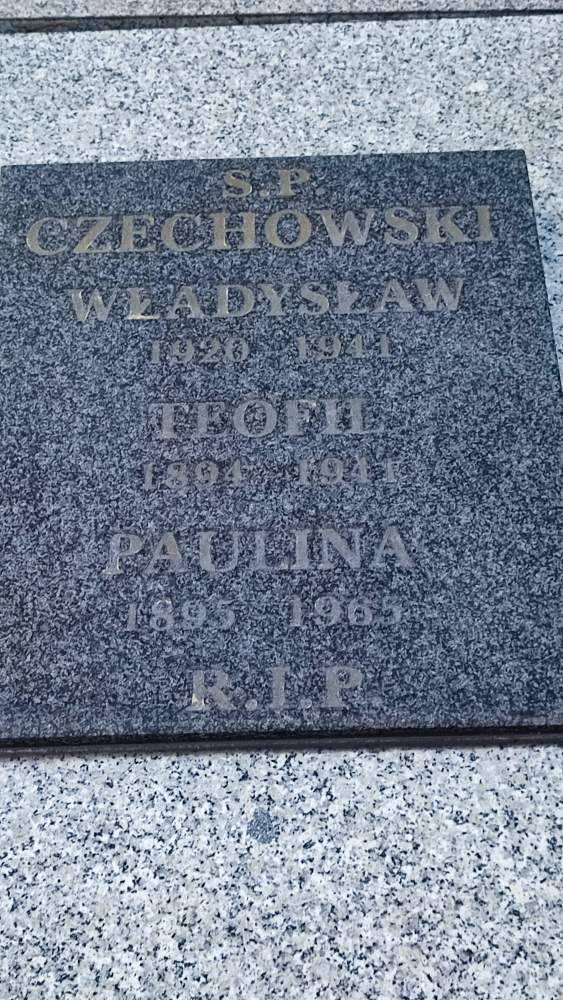 S.P.
CZECHOWSKI
WŁADYSŁAW
1920 1941
TEOFIL
1894 1941
PAULINA
1895 1965
R.I.P.